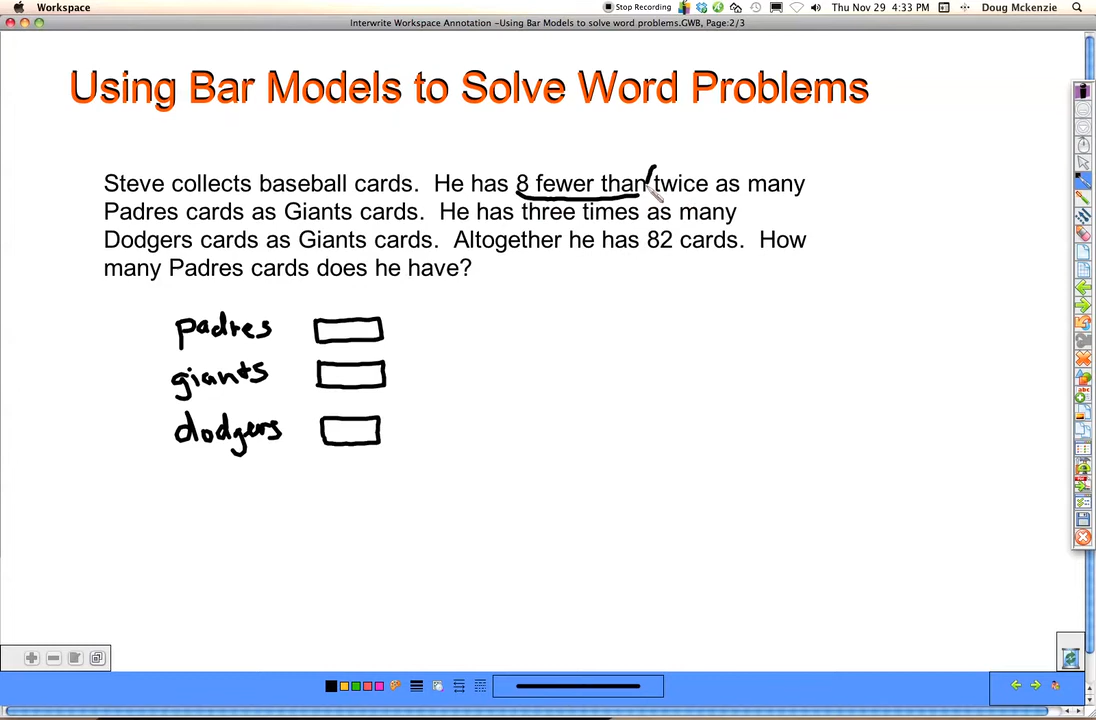 Workspace
Stop Recording
Thu Nov 29 4:33 PM
Doug Mckenzie
Interwrite Workspace Annotation -Using Bar Models to solve word problems.GWB, Page:2/3
Using Bar Models to Solve Word Problems
Steve collects baseball cards. He has 8 fewer than twice as many
Padres cards as Giants cards. He has three times as many
Dodgers cards as Giants cards. Altogether he has 82 cards. How
many Padres cards does he have?
padres
giants
dodgers